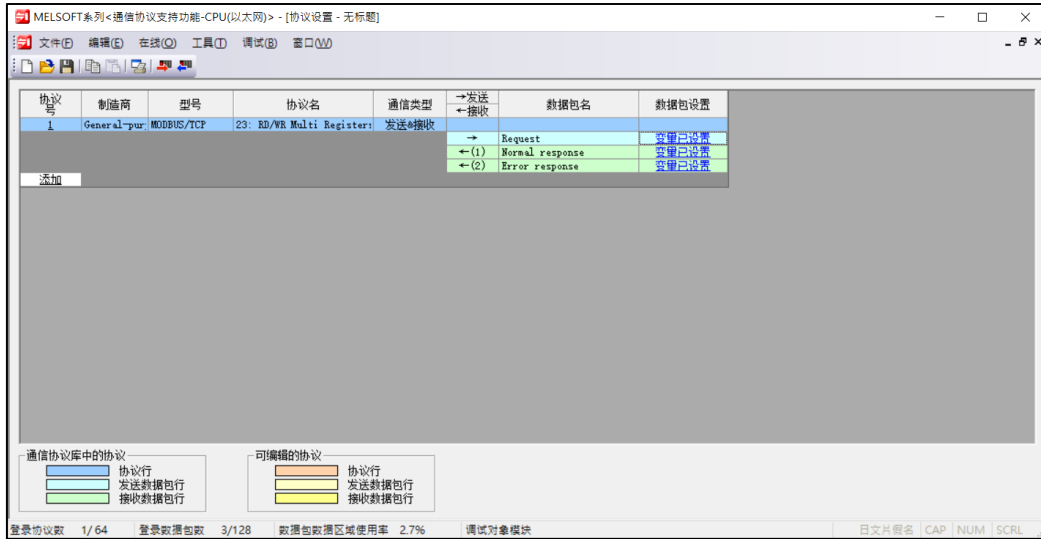 MELSOFT系列<通信协议支持功能-CPU(以太网)> - [协议设置 - 无标题]
文件(F) 编辑(E) 在线(O) 工具(T) 调试(B) 窗口(W)
协议号 制造商 型号 协议名 通信类型 →发送 ←接收 数据包名 数据包设置
1 General-pur MODBUS/TCP 23: RD/WR Multi Registers 发送&接收
→ Request 变量已设置
←(1) Normal response 变量已设置
←(2) Error response 变量已设置
添加
通信协议库中的协议 可编辑的协议
协议行 协议行
发送数据包行 发送数据包行
接收数据包行 接收数据包行
登录协议数 1/64 登录数据包数 3/128 数据包数据区域使用率 2.7% 调试对象模块 日文片假名 CAP NUM SCRL